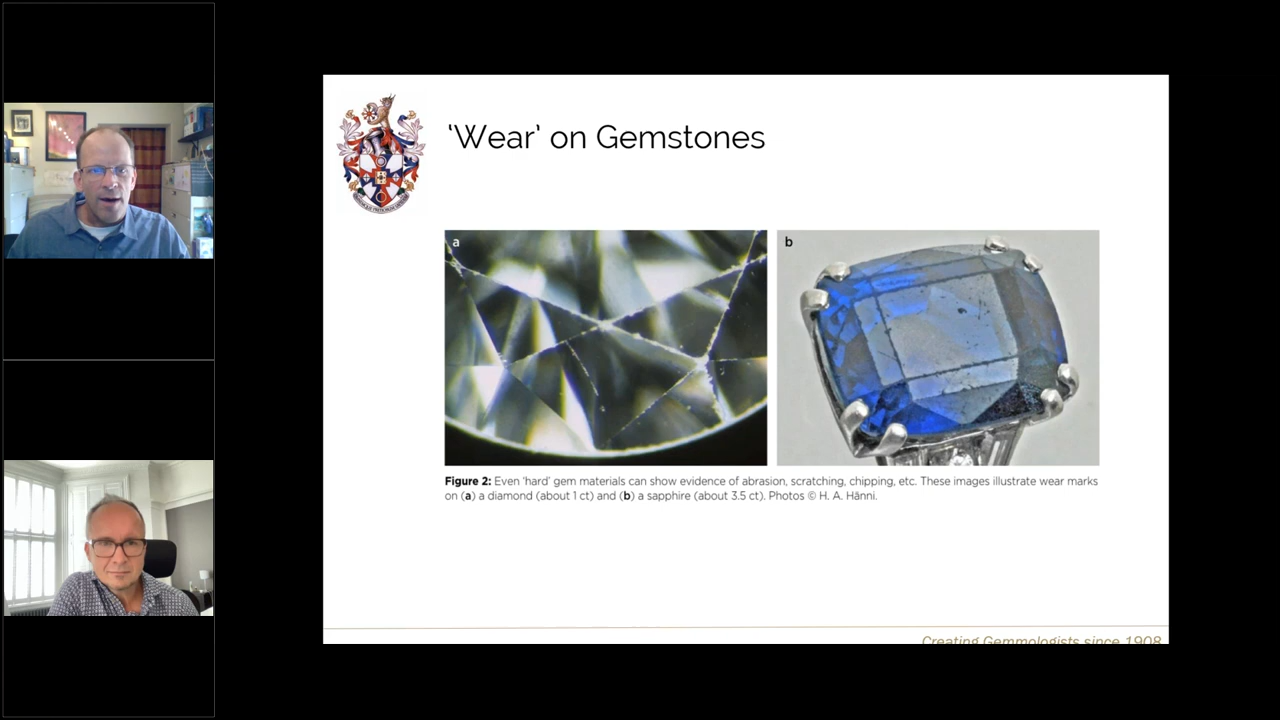 'Wear' on Gemstones
a
b
Figure 2: Even 'hard' gem materials can show evidence of abrasion, scratching, chipping, etc. These images illustrate wear marks
on (a) a diamond (about 1 ct) and (b) a sapphire (about 3.5 ct). Photos © H. A. Hänni.
Creating Gemmologists since 1908